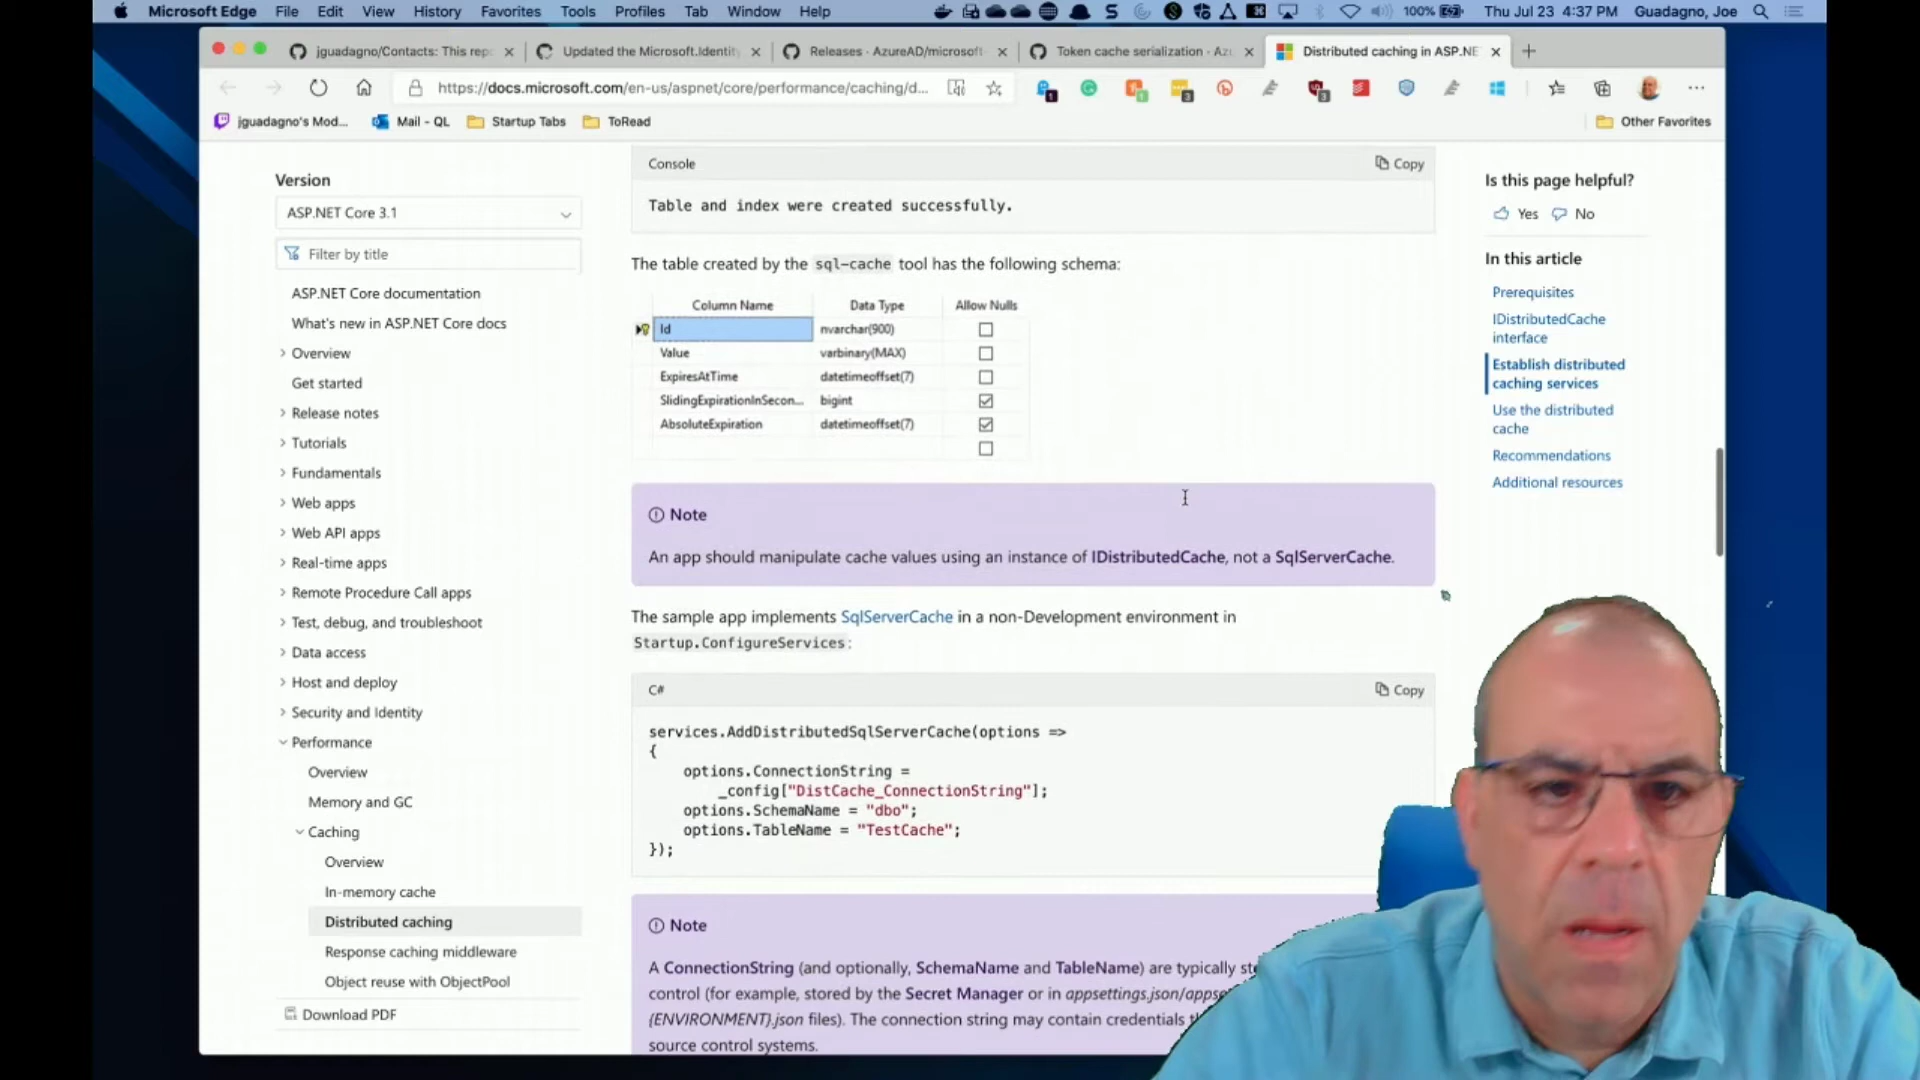 Microsoft Edge File Edit View History Favorites Tools Profiles Tab Window Help 100% Thu Jul 23 4:37 PM Guadagno, Joe
jguadagno/Contacts: This rep Updated the Microsoft.Identity Releases · AzureAD/microsoft- Token cache serialization · Az Distributed caching in ASP.NE
https://docs.microsoft.com/en-us/aspnet/core/performance/caching/d...
jguadagno's Mod... Mail - QL Startup Tabs ToRead Other Favorites
Version
ASP.NET Core 3.1
Filter by title
ASP.NET Core documentation
What's new in ASP.NET Core docs
Overview
Get started
Release notes
Tutorials
Fundamentals
Web apps
Web API apps
Real-time apps
Remote Procedure Call apps
Test, debug, and troubleshoot
Data access
Host and deploy
Security and Identity
Performance
Overview
Memory and GC
Caching
Overview
In-memory cache
Distributed caching
Response caching middleware
Object reuse with ObjectPool
Download PDF
Console Copy
Table and index were created successfully.
The table created by the sql-cache tool has the following schema:
Column Name Data Type Allow Nulls
Id nvarchar(900)
Value varbinary(MAX)
ExpiresAtTime datetimeoffset(7)
SlidingExpirationInSecon... bigint
AbsoluteExpiration datetimeoffset(7)
Note
An app should manipulate cache values using an instance of IDistributedCache, not a SqlServerCache.
The sample app implements SqlServerCache in a non-Development environment in
Startup.ConfigureServices:
C# Copy
services.AddDistributedSqlServerCache(options =>
{
options.ConnectionString =
_config["DistCache_ConnectionString"];
options.SchemaName = "dbo";
options.TableName = "TestCache";
});
Note
A ConnectionString (and optionally, SchemaName and TableName) are typically
control (for example, stored by the Secret Manager or in appsettings.json/
{ENVIRONMENT}.json files). The connection string may contain credentials
source control systems.
Is this page helpful?
Yes No
In this article
Prerequisites
IDistributedCache
interface
Establish distributed
caching services
Use the distributed
cache
Recommendations
Additional resources